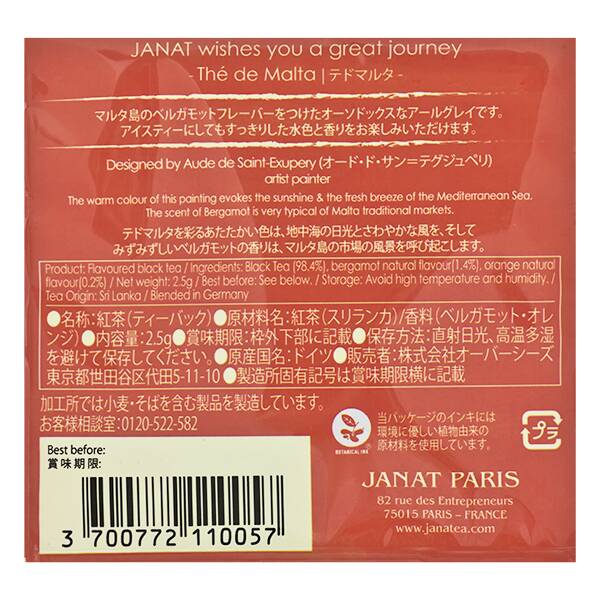 JANAT wishes you a great journey
- Thé de Malta | テドマルタ -
マルタ島のベルガモットフレーバーをつけたオーソドックスなアールグレイです。
アイスティーにしてもすっきりした水色と香りをお楽しみいただけます。
Designed by Aude de Saint-Exupery (オード・ド・サン＝テグジュペリ)
artist painter
The warm colour of this painting evokes the sunshine & the fresh breeze of the Mediterranean Sea.
The scent of Bergamot is very typical of Malta traditional markets.
テドマルタを彩るあたたかい色は、地中海の日光とさわやかな風を、そして
みずみずしいベルガモットの香りは、マルタ島の市場の風景を呼び起こします。
Product: Flavoured black tea / Ingredients: Black Tea (98.4%), bergamot natural flavour(1.4%), orange natural
flavour(0.2%) / Net weight: 2.5g / Best before: See below. / Storage: Avoid high temperature and humidity. /
Tea Origin: Sri Lanka / Blended in Germany
●名称:紅茶(ティーバック)●原材料名:紅茶(スリランカ)/香料(ベルガモット・オレ
ンジ)●内容量:2.5g●賞味期限:枠外下部に記載●保存方法:直射日光、高温多湿
を避けて保存してください。●原産国名:ドイツ●販売者:株式会社オーバーシーズ
東京都世田谷区代田5-11-10●製造所固有記号は賞味期限横に記載
加工所では小麦・そばを含む製品を製造しています。
お客様相談室:0120-522-582
BOTANICAL INK
当パッケージのインキには
環境に優しい植物由来の
原材料を使用しています。
プラ
Best before:
賞味期限:
3 700772 110057
JANAT PARIS
82 rue des Entrepreneurs
75015 PARIS – FRANCE
www.janatea.com